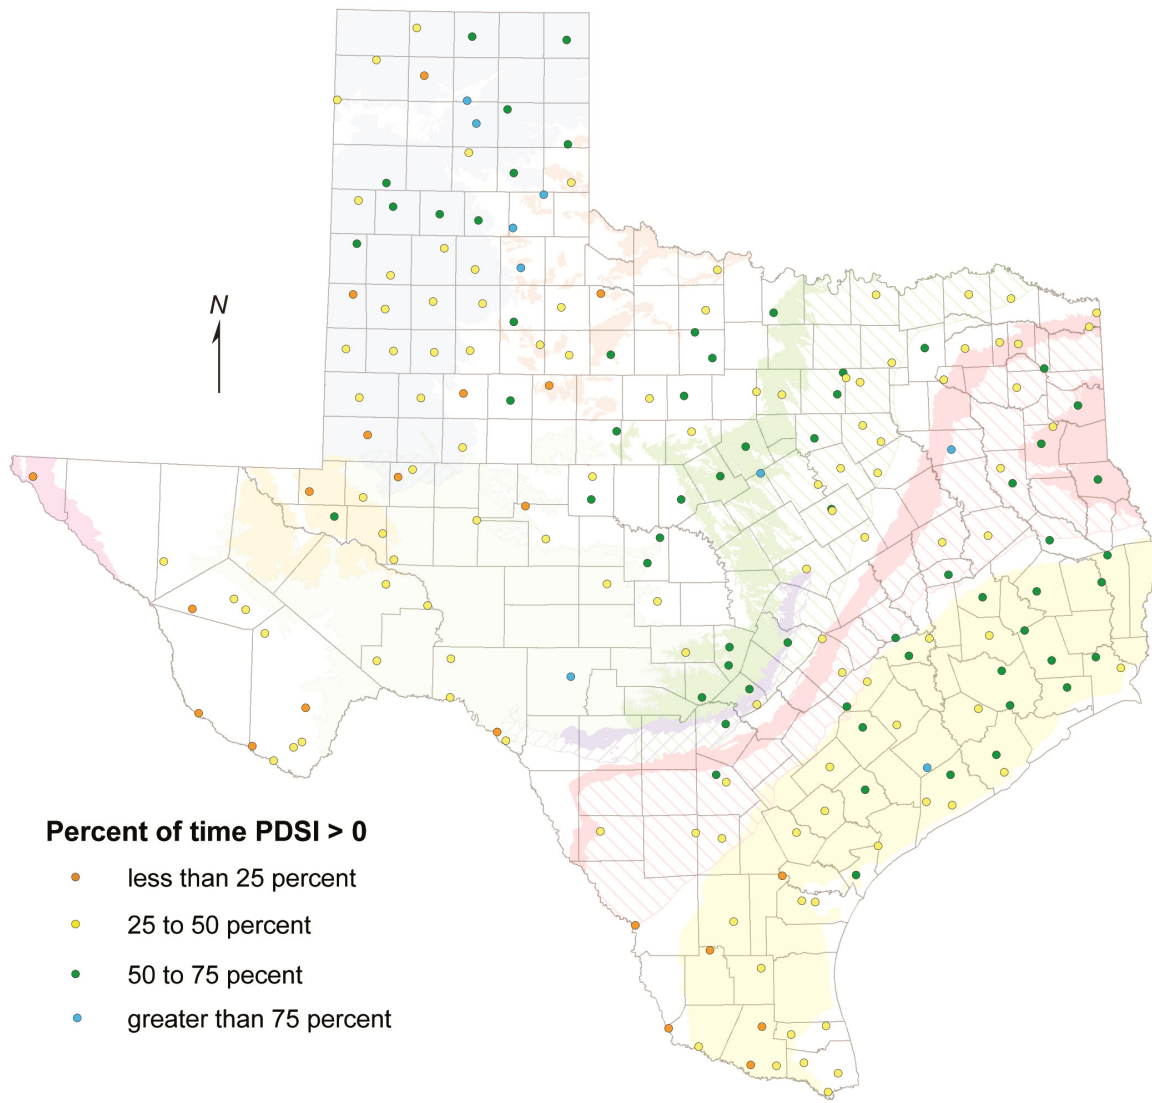 N
Percent of time PDSI > 0
less than 25 percent
25 to 50 percent
50 to 75 pecent
greater than 75 percent